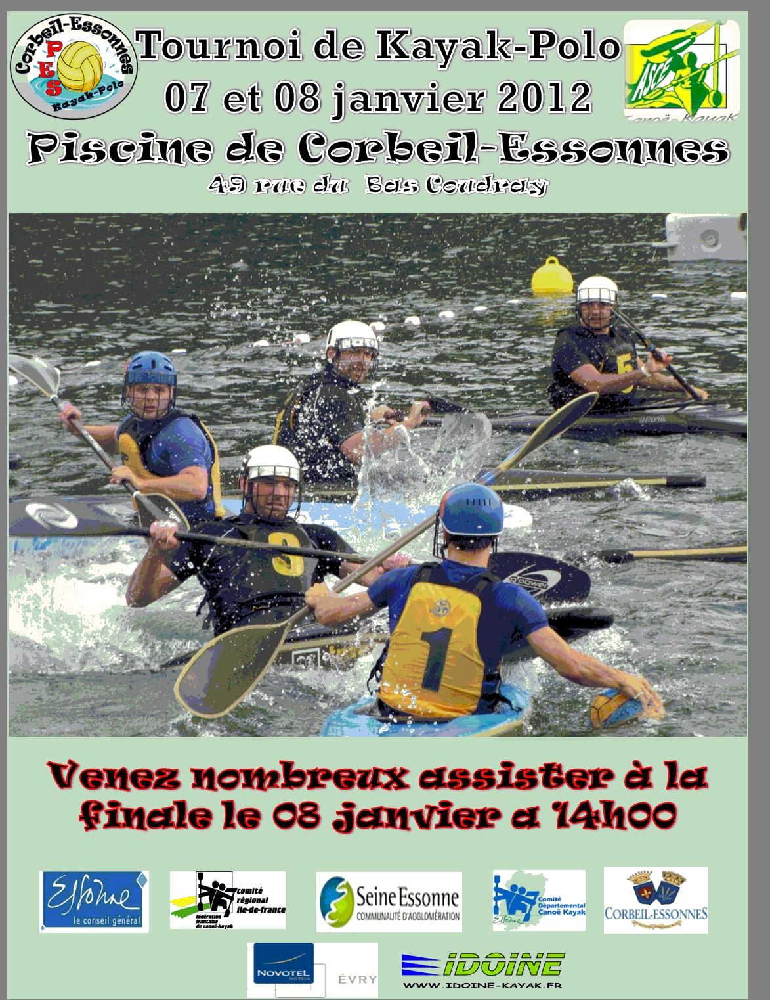 Corbeil-Essonnes
PES
Kayak-Polo
Tournoi de Kayak-Polo
07 et 08 janvier 2012
ASCE
Canoë-Kayak
Piscine de Corbeil-Essonnes
49 rue du Bas Coudray
5
9
G'power
1
Venez nombreux assister à la
finale le 08 janvier a 14h00
Essonne
le conseil général
comité
régional
ile-de-france
fédération
française
de canoë-kayak
Seine Essonne
COMMUNAUTÉ D'AGGLOMÉRATION
Comité
Départemental
Canoë Kayak
Essonne
CORBEIL-ESSONNES
NOVOTEL
HOTELS
ÉVRY
IDOINE
WWW.IDOINE-KAYAK.FR